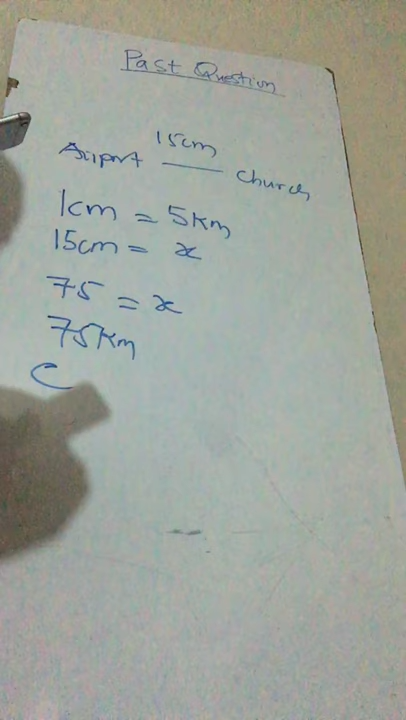 Past Question
15cm
Airport — church
1cm = 5km
15cm = x
75 = x
75km
C